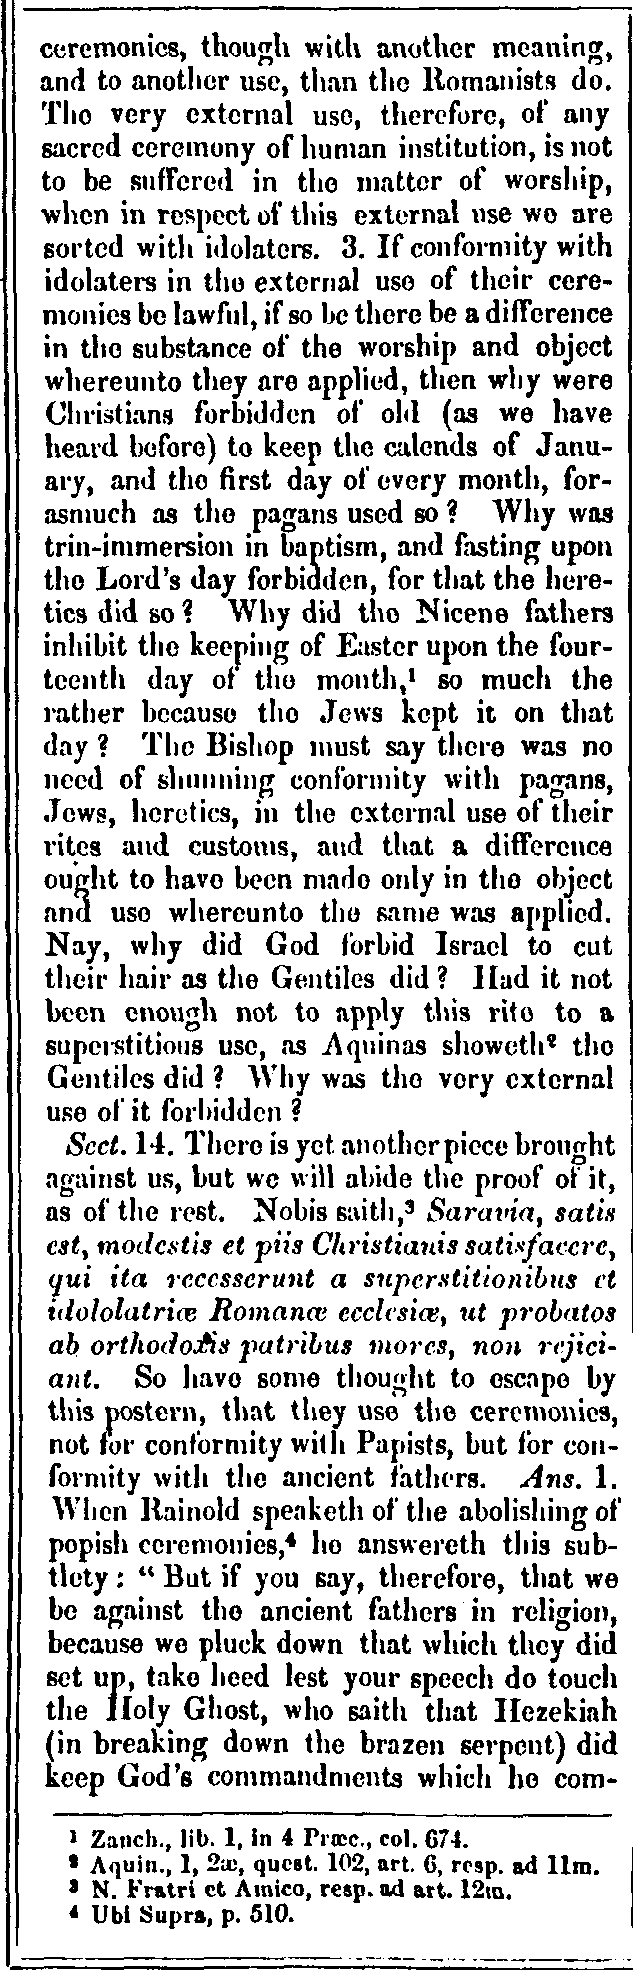 ceremonies, though with another meaning,
and to another use, than the Romanists do.
The very external use, therefore, of any
sacred ceremony of human institution, is not
to be suffered in the matter of worship,
when in respect of this external use we are
sorted with idolaters. 3. If conformity with
idolaters in the external use of their cere-
monies be lawful, if so be there be a difference
in the substance of the worship and object
whereunto they are applied, then why were
Christians forbidden of old (as we have
heard before) to keep the calends of Janu-
ary, and the first day of every month, for-
asmuch as the pagans used so? Why was
trin-immersion in baptism, and fasting upon
the Lord's day forbidden, for that the here-
tics did so? Why did the Nicene fathers
inhibit the keeping of Easter upon the four-
teenth day of the month,¹ so much the
rather because the Jews kept it on that
day? The Bishop must say there was no
need of shunning conformity with pagans,
Jews, heretics, in the external use of their
rites and customs, and that a difference
ought to have been made only in the object
and use whereunto the same was applied.
Nay, why did God forbid Israel to cut
their hair as the Gentiles did? Had it not
been enough not to apply this rite to a
superstitious use, as Aquinas showeth² the
Gentiles did? Why was the very external
use of it forbidden?
Sect. 14. There is yet another piece brought
against us, but we will abide the proof of it,
as of the rest. Nobis saith,³ Saravia, satis
est, modestis et piis Christianis satisfacere,
qui ita recesserunt a superstitionibus et
idololatriæ Romanæ ecclesiæ, ut probatos
ab orthodoxis patribus mores, non rejici-
ant. So have some thought to escape by
this postern, that they use the ceremonies,
not for conformity with Papists, but for con-
formity with the ancient fathers. Ans. 1.
When Rainold speaketh of the abolishing of
popish ceremonies,⁴ he answereth this sub-
tlety: "But if you say, therefore, that we
be against the ancient fathers in religion,
because we pluck down that which they did
set up, take heed lest your speech do touch
the Holy Ghost, who saith that Hezekiah
(in breaking down the brazen serpent) did
keep God's commandments which he com-
¹ Zanch., lib. 1, in 4 Præc., col. 674.
² Aquin., 1, 2æ, quest. 102, art. 6, resp. ad 11m.
³ N. Fratri et Amico, resp. ad art. 12m.
⁴ Ubi Supra, p. 510.